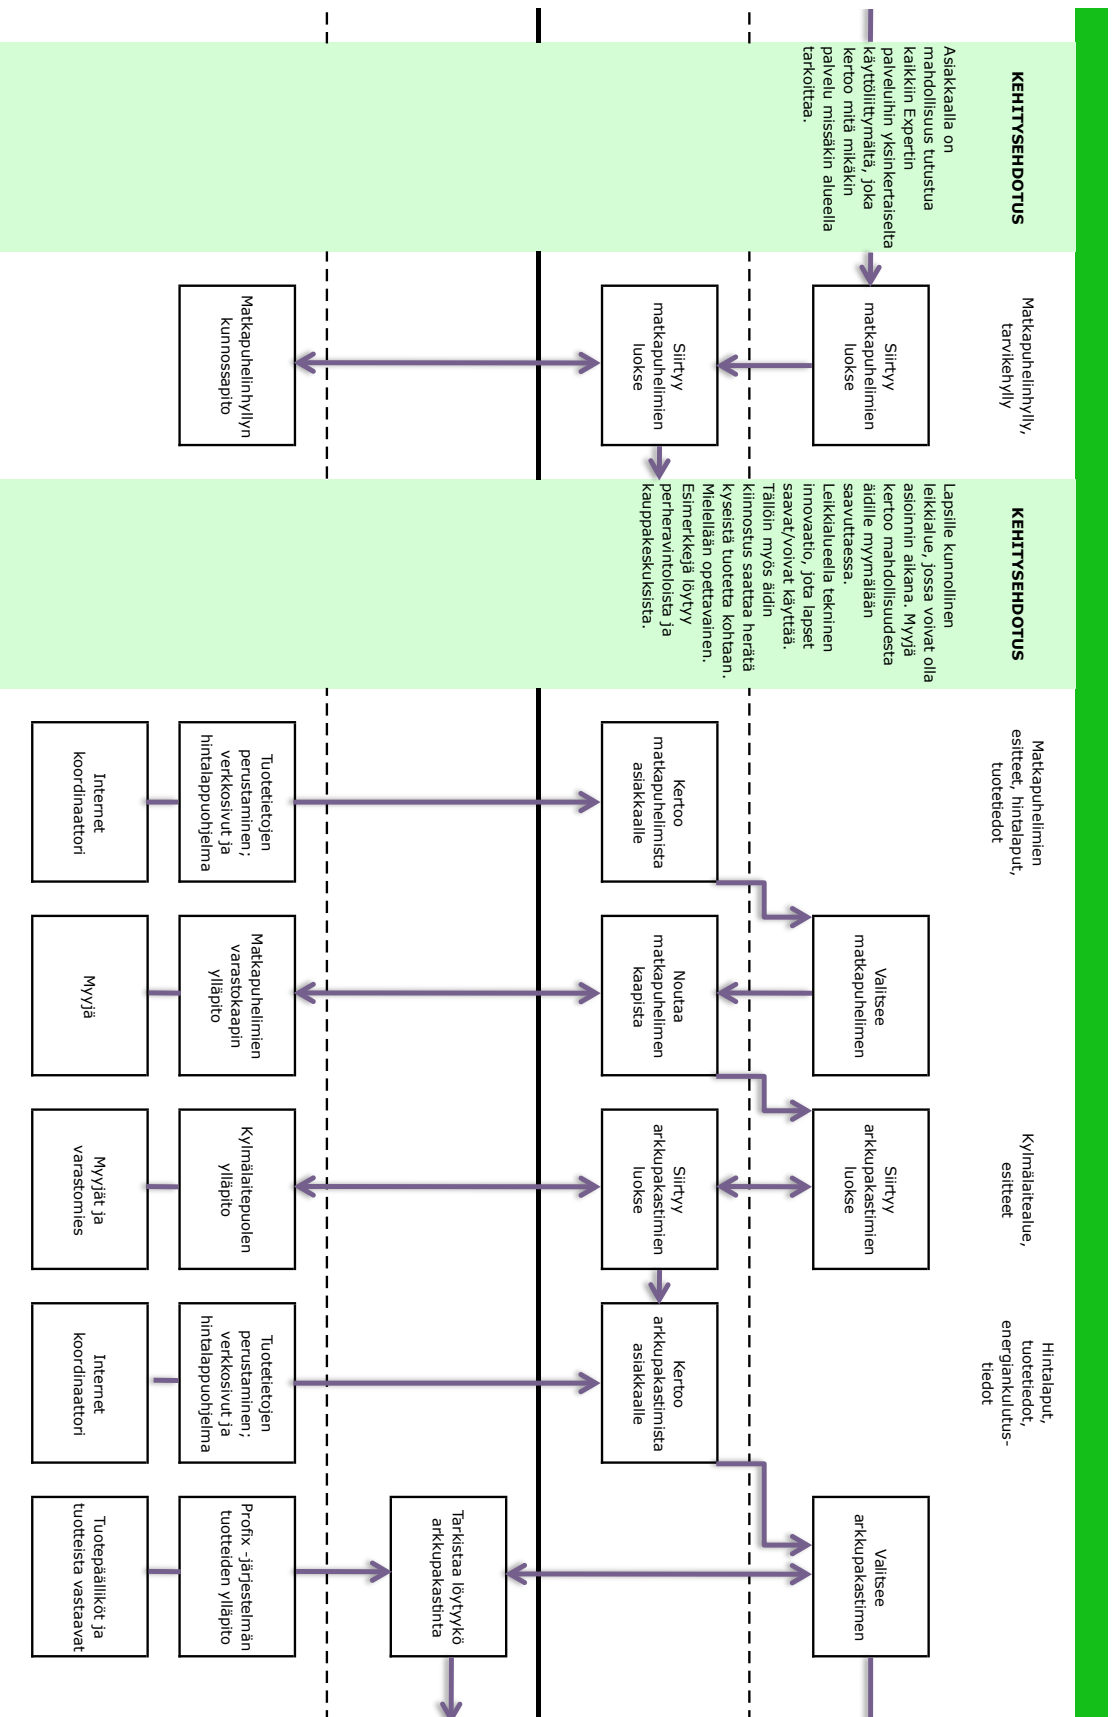 KEHITYSEHDOTUS
Matkapuhelinhylly,
tarvikehylly
KEHITYSEHDOTUS
Matkapuhelimien
esitteet, hintalaput,
tuotetiedot
Kylmälaitealue,
esitteet
Hintalaput,
tuotetiedot,
energiankulutus-
tiedot
Asiakkaalla on
mahdollisuus tutustua
kaikkiin Expertin
palveluihin yksinkertaiselta
käyttöliittymältä, joka
kertoo mitä mikäkin
palvelu missäkin alueella
tarkoittaa.
Siirtyy
matkapuhelimien
luokse
Lapsille kunnollinen
leikkialue, jossa voivat olla
asioinnin aikana. Myyjä
kertoo mahdollisuudesta
äidille myymälään
saavuttaessa.
Leikkialueella tekninen
innovaatio, jota lapset
saavat/voivat käyttää.
Tällöin myös äidin
kiinnostus saattaa herätä
kyseistä tuotetta kohtaan.
Mielellään opettavainen.
Esimerkkejä löytyy
perheravintoloista ja
kauppakeskuksista.
Valitsee
matkapuhelimen
Siirtyy
arkkupakastimien
luokse
Valitsee
arkkupakastimen
Siirtyy
matkapuhelimien
luokse
Kertoo
matkapuhelimista
asiakkaalle
Noutaa
matkapuhelimen
kaapista
Siirtyy
arkkupakastimien
luokse
Kertoo
arkkupakastimista
asiakkaalle
Tarkistaa löytyykö
arkkupakastinta
Matkapuhelinhyllyn
kunnossapito
Tuotetietojen
perustaminen;
verkkosivut ja
hintalappuohjelma
Matkapuhelimien
varastokaapin
ylläpito
Kylmälaitepuolen
ylläpito
Tuotetietojen
perustaminen;
verkkosivut ja
hintalappuohjelma
Profix -järjestelmän
tuotteiden ylläpito
Internet
koordinaattori
Myyjä
Myyjät ja
varastomies
Internet
koordinaattori
Tuotepäälliköt ja
tuotteista vastaavat